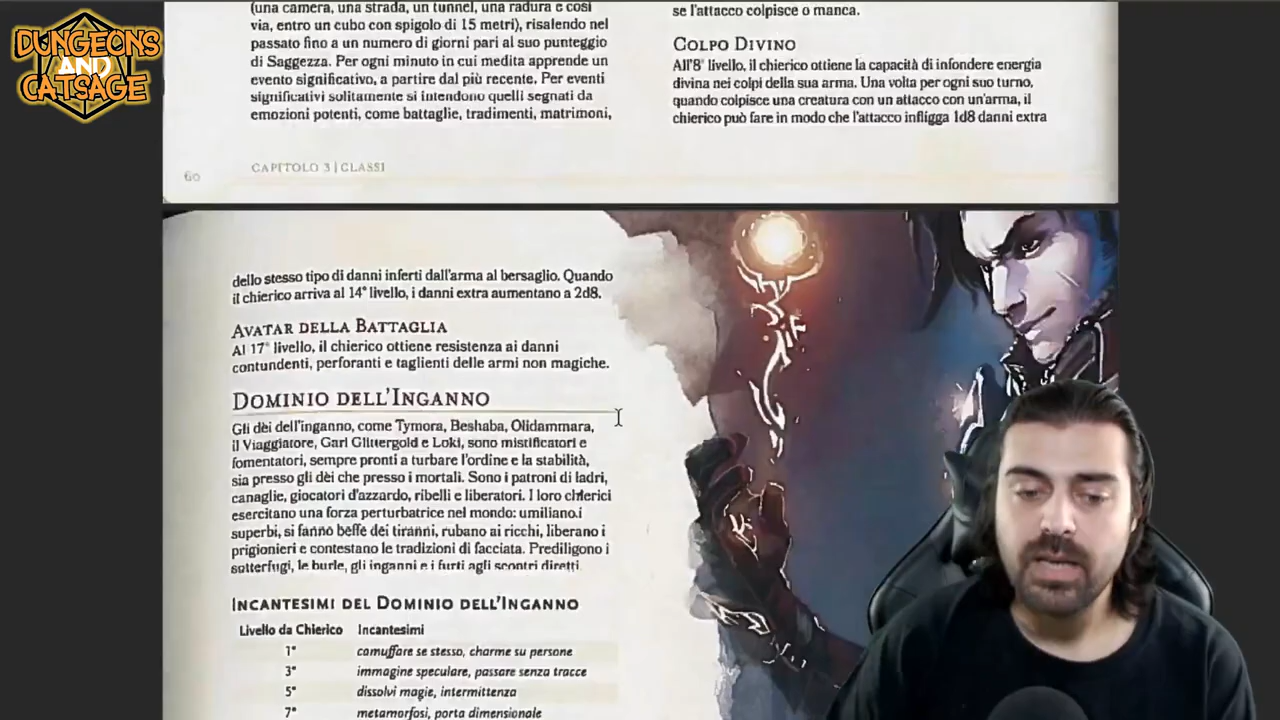 DUNGEONS
AND
CATSAGE
(una camera, una strada, un tunnel, una radura e così
via, entro un cubo con spigolo di 15 metri), risalendo nel
passato fino a un numero di giorni pari al suo punteggio
di Saggezza. Per ogni minuto in cui medita apprende un
evento significativo, a partire dal più recente. Per eventi
significativi solitamente si intendono quelli segnati da
emozioni potenti, come battaglie, tradimenti, matrimoni,
60
CAPITOLO 3 | CLASSI
se l'attacco colpisce o manca.
COLPO DIVINO
All'8° livello, il chierico ottiene la capacità di infondere energia
divina nei colpi della sua arma. Una volta per ogni suo turno,
quando colpisce una creatura con un attacco con un'arma, il
chierico può fare in modo che l'attacco infligga 1d8 danni extra
dello stesso tipo di danni inferti dall'arma al bersaglio. Quando
il chierico arriva al 14° livello, i danni extra aumentano a 2d8.
AVATAR DELLA BATTAGLIA
Al 17° livello, il chierico ottiene resistenza ai danni
contundenti, perforanti e taglienti delle armi non magiche.
DOMINIO DELL'INGANNO
Gli dèi dell'inganno, come Tymora, Beshaba, Olidammara,
il Viaggiatore, Garl Glittergold e Loki, sono mistificatori e
fomentatori, sempre pronti a turbare l'ordine e la stabilità,
sia presso gli dèi che presso i mortali. Sono i patroni di ladri,
canaglie, giocatori d'azzardo, ribelli e liberatori. I loro chierici
esercitano una forza perturbatrice nel mondo: umiliano i
superbi, si fanno beffe dei tiranni, rubano ai ricchi, liberano i
prigionieri e contestano le tradizioni di facciata. Prediligono i
sotterfugi, le burle, gli inganni e i furti agli scontri diretti.
INCANTESIMI DEL DOMINIO DELL'INGANNO
Livello da Chierico Incantesimi
1° camuffare se stesso, charme su persone
3° immagine speculare, passare senza tracce
5° dissolvi magie, intermittenza
7° metamorfosi, porta dimensionale